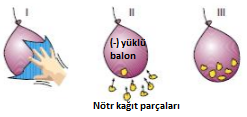 I
II
III
(-) yüklü
balon
Nötr kağıt parçaları